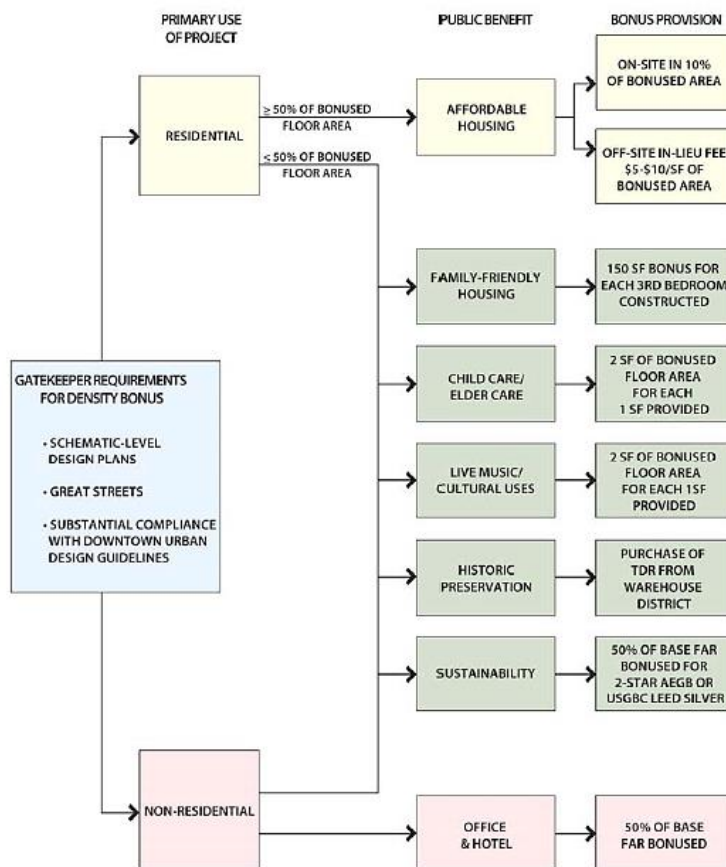 PRIMARY USE
OF PROJECT
PUBLIC BENEFIT
BONUS PROVISION
RESIDENTIAL
≥ 50% OF BONUSED
FLOOR AREA
< 50% OF BONUSED
FLOOR AREA
AFFORDABLE
HOUSING
ON-SITE IN 10%
OF BONUSED AREA
OFF-SITE IN-LIEU FEE
$5-$10/SF OF
BONUSED AREA
FAMILY-FRIENDLY
HOUSING
150 SF BONUS FOR
EACH 3RD BEDROOM
CONSTRUCTED
GATEKEEPER REQUIREMENTS
FOR DENSITY BONUS
• SCHEMATIC-LEVEL
DESIGN PLANS
• GREAT STREETS
• SUBSTANTIAL COMPLIANCE
WITH DOWNTOWN URBAN
DESIGN GUIDELINES
CHILD CARE/
ELDER CARE
2 SF OF BONUSED
FLOOR AREA
FOR EACH
1 SF PROVIDED
LIVE MUSIC/
CULTURAL USES
2 SF OF BONUSED
FLOOR AREA
FOR EACH 1SF
PROVIDED
HISTORIC
PRESERVATION
PURCHASE OF
TDR FROM
WAREHOUSE
DISTRICT
SUSTAINABILITY
50% OF BASE FAR
BONUSED FOR
2-STAR AEGB OR
USGBC LEED SILVER
NON-RESIDENTIAL
OFFICE
& HOTEL
50% OF BASE
FAR BONUSED